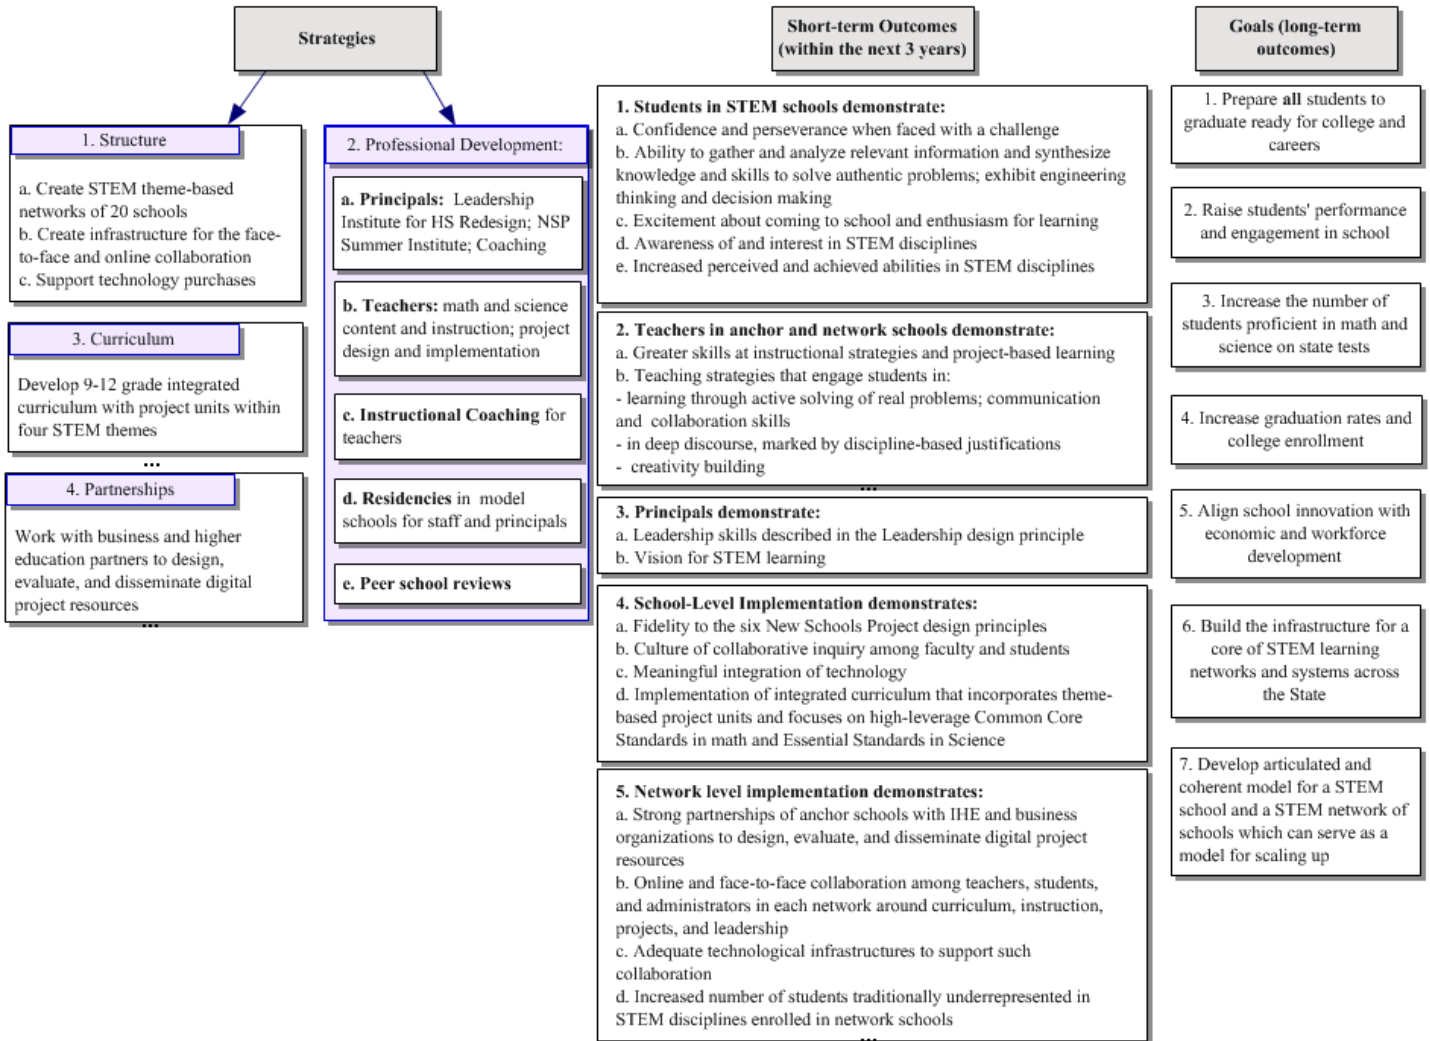 Strategies
1. Structure
a. Create STEM theme-based
networks of 20 schools
b. Create infrastructure for the face-
to-face and online collaboration
c. Support technology purchases
3. Curriculum
Develop 9-12 grade integrated
curriculum with project units within
four STEM themes
...
4. Partnerships
Work with business and higher
education partners to design,
evaluate, and disseminate digital
project resources
...
2. Professional Development:
a. Principals: Leadership
Institute for HS Redesign; NSP
Summer Institute; Coaching
b. Teachers: math and science
content and instruction; project
design and implementation
c. Instructional Coaching for
teachers
d. Residencies in model
schools for staff and principals
e. Peer school reviews
Short-term Outcomes
(within the next 3 years)
1. Students in STEM schools demonstrate:
a. Confidence and perseverance when faced with a challenge
b. Ability to gather and analyze relevant information and synthesize
knowledge and skills to solve authentic problems; exhibit engineering
thinking and decision making
c. Excitement about coming to school and enthusiasm for learning
d. Awareness of and interest in STEM disciplines
e. Increased perceived and achieved abilities in STEM disciplines
2. Teachers in anchor and network schools demonstrate:
a. Greater skills at instructional strategies and project-based learning
b. Teaching strategies that engage students in:
- learning through active solving of real problems; communication
and collaboration skills
- in deep discourse, marked by discipline-based justifications
- creativity building
...
3. Principals demonstrate:
a. Leadership skills described in the Leadership design principle
b. Vision for STEM learning
4. School-Level Implementation demonstrates:
a. Fidelity to the six New Schools Project design principles
b. Culture of collaborative inquiry among faculty and students
c. Meaningful integration of technology
d. Implementation of integrated curriculum that incorporates theme-
based project units and focuses on high-leverage Common Core
Standards in math and Essential Standards in Science
5. Network level implementation demonstrates:
a. Strong partnerships of anchor schools with IHE and business
organizations to design, evaluate, and disseminate digital project
resources
b. Online and face-to-face collaboration among teachers, students,
and administrators in each network around curriculum, instruction,
projects, and leadership
c. Adequate technological infrastructures to support such
collaboration
d. Increased number of students traditionally underrepresented in
STEM disciplines enrolled in network schools
...
Goals (long-term
outcomes)
1. Prepare all students to
graduate ready for college and
careers
2. Raise students' performance
and engagement in school
3. Increase the number of
students proficient in math and
science on state tests
4. Increase graduation rates and
college enrollment
5. Align school innovation with
economic and workforce
development
6. Build the infrastructure for a
core of STEM learning
networks and systems across
the State
7. Develop articulated and
coherent model for a STEM
school and a STEM network of
schools which can serve as a
model for scaling up